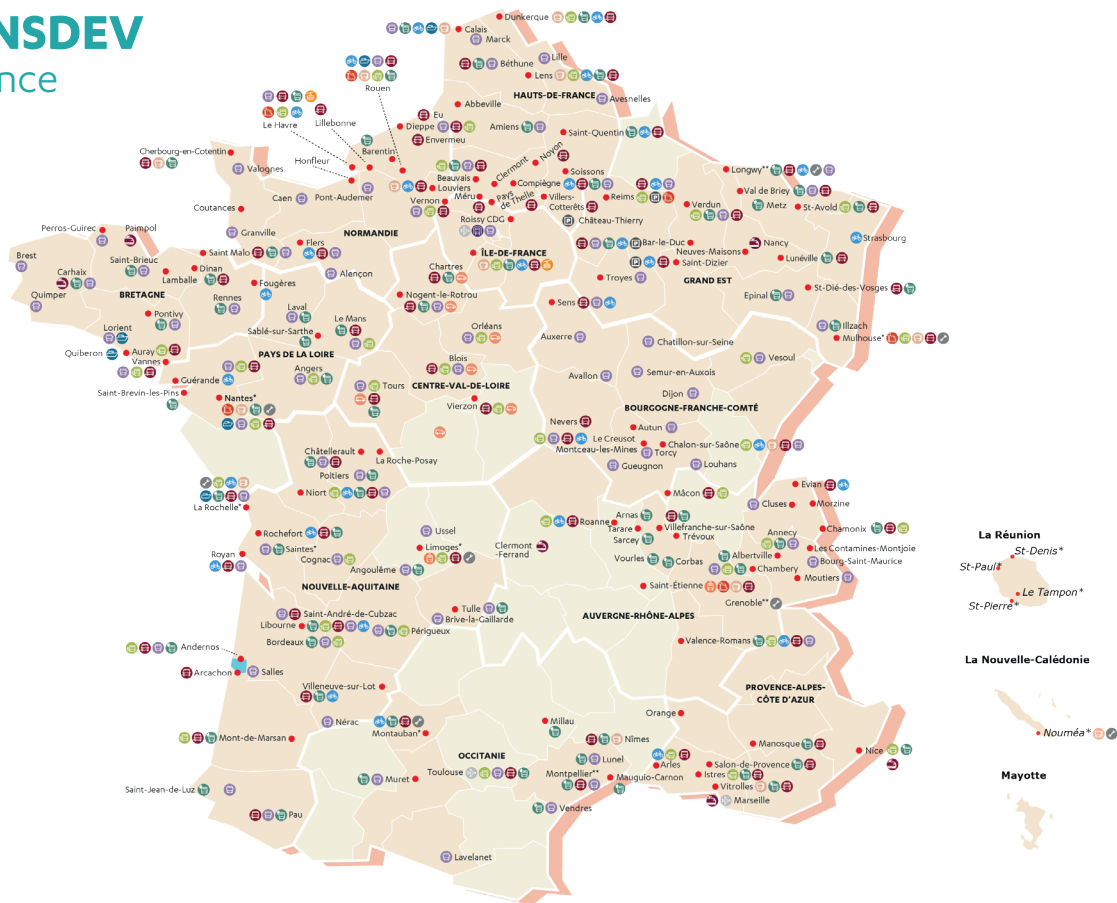 NSDEV
nce
Dunkerque
Calais
Marck
Lille
Béthune
Lens
HAUTS-DE-FRANCE
Avesnelles
Rouen
Abbeville
Eu
Dieppe
Envermeu
Amiens
Saint-Quentin
Le Havre
Lillebonne
Barentin
Honfleur
Cherbourg-en-Cotentin
Valognes
Caen
Pont-Audemer
Beauvais
Louviers
Vernon
Méru
Clermont
Noyon
Pays
de Thelle
Compiègne
Soissons
Villers-
Cotterêts
Reims
Château-Thierry
Longwy**
Val de Briey
Metz
Verdun
St-Avold
Strasbourg
Roissy CDG
Coutances
Granville
NORMANDIE
Perros-Guirec
Paimpol
Saint Malo
Flers
ÎLE-DE-FRANCE
Bar-le-Duc
Neuves-Maisons
Nancy
Saint-Dizier
Lunéville
Brest
Carhaix
Saint-Brieuc
Dinan
Lamballe
Alençon
Chartres
Troyes
GRAND EST
Quimper
BRETAGNE
Fougères
Rennes
Nogent-le-Rotrou
Sens
Epinal
St-Dié-des-Vosges
Pontivy
Laval
Le Mans
Sablé-sur-Sarthe
Orléans
Auxerre
Chatillon-sur-Seine
Illzach
Mulhouse*
Lorient
Quiberon
Auray
Vannes
PAYS DE LA LOIRE
Angers
Blois
CENTRE-VAL-DE-LOIRE
Avallon
Semur-en-Auxois
Vesoul
Guérande
Saint-Brevin-les-Pins
Nantes*
Tours
Vierzon
Dijon
BOURGOGNE-FRANCHE-COMTÉ
Nevers
Autun
Le Creusot
Montceau-les-Mines
Torcy
Chalon-sur-Saône
Gueugnon
Louhans
Châtellerault
La Roche-Posay
Poitiers
Niort
La Rochelle*
Mâcon
Evian
Cluses
Morzine
Rochefort
Ussel
Roanne
Arnas
Tarare
Sarcey
Villefranche-sur-Saône
Trévoux
Annecy
Chamonix
Royan
Saintes*
Cognac
Limoges*
Angoulême
Clermont
-Ferrand
Vourles
Corbas
Albertville
Les Contamines-Montjoie
Bourg-Saint-Maurice
Chambery
Moutiers
NOUVELLE-AQUITAINE
Saint-Étienne
Grenoble**
AUVERGNE-RHÔNE-ALPES
Tulle
Brive-la-Gaillarde
Saint-André-de-Cubzac
Libourne
Périgueux
Bordeaux
Valence-Romans
Andernos
Arcachon
Salles
Villeneuve-sur-Lot
PROVENCE-ALPES-
CÔTE D'AZUR
Nérac
Montauban*
Millau
Orange
Mont-de-Marsan
Nîmes
Manosque
Nice
OCCITANIE
Lunel
Arles
Salon-de-Provence
Toulouse
Montpellier**
Mauguio-Carnon
Istres
Muret
Vitrolles
Saint-Jean-de-Luz
Marseille
Vendres
Pau
Lavelanet
La Réunion
St-Denis*
St-Paul*
Le Tampon*
St-Pierre*
La Nouvelle-Calédonie
Nouméa*
Mayotte